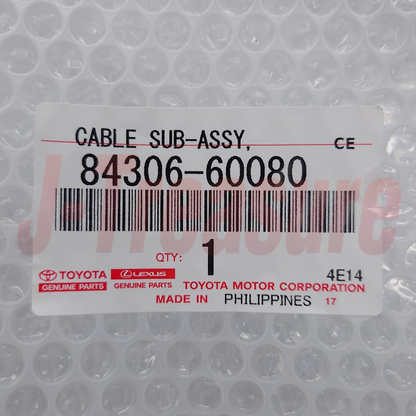 CABLE SUB-ASSY, CE
84306-60080
J-Treasure
QTY: 1
TOYOTA LEXUS 4E14
GENUINE PARTS GENUINE PARTS TOYOTA MOTOR CORPORATION
MADE IN PHILIPPINES 17